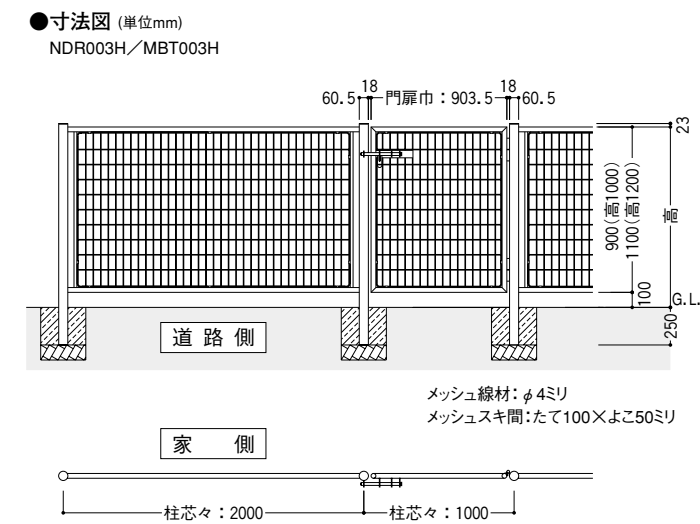 ●寸法図 (単位mm)
NDR003H／MBT003H
18 18
60.5 門扉巾：903.5 60.5
23
900(高1000)
1100(高1200)
高
100
G.L.
250
道路側
メッシュ線材：φ4ミリ
メッシュスキ間：たて100×よこ50ミリ
家側
柱芯々：2000 柱芯々：1000